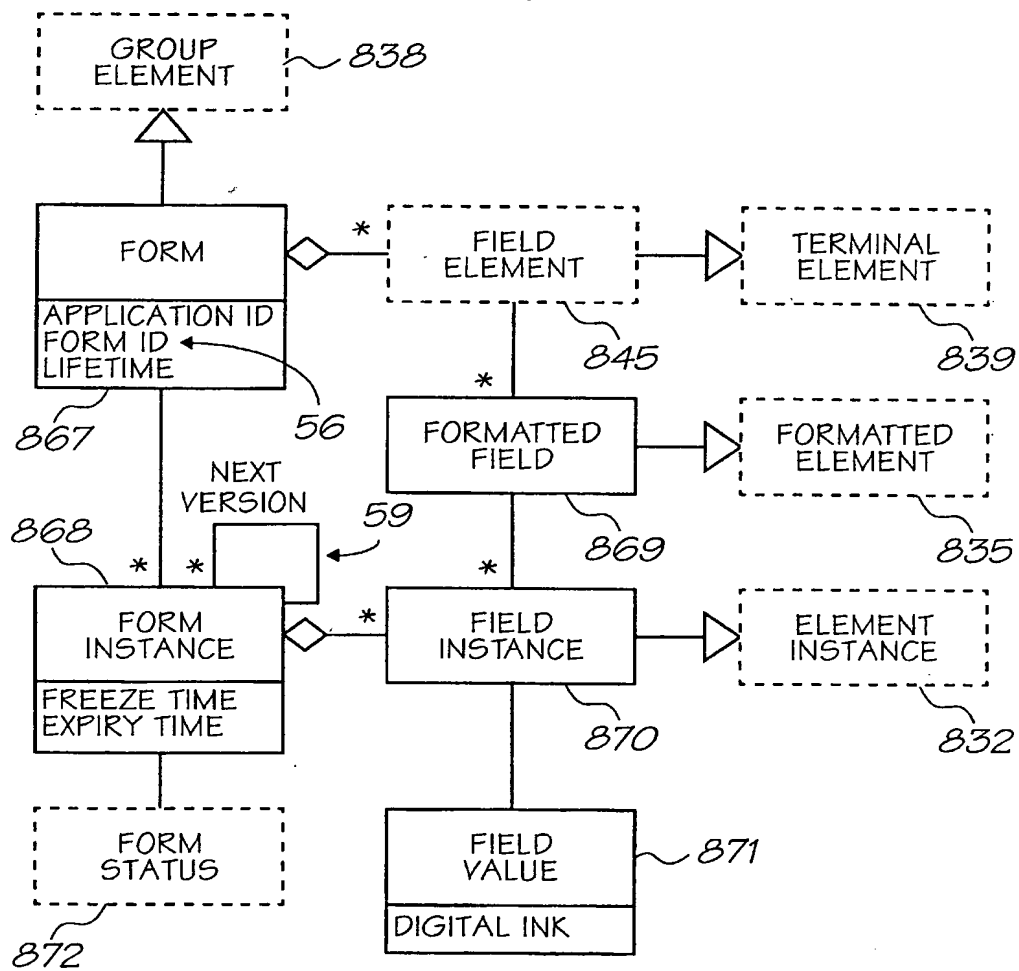 GROUP
ELEMENT
838
FORM
*
FIELD
ELEMENT
TERMINAL
ELEMENT
APPLICATION ID
FORM ID
LIFETIME
867
56
845
839
*
FORMATTED
FIELD
FORMATTED
ELEMENT
869
835
NEXT
VERSION
868
59
*
*
*
*
FORM
INSTANCE
FIELD
INSTANCE
ELEMENT
INSTANCE
FREEZE TIME
EXPIRY TIME
870
832
FORM
STATUS
872
FIELD
VALUE
871
DIGITAL INK